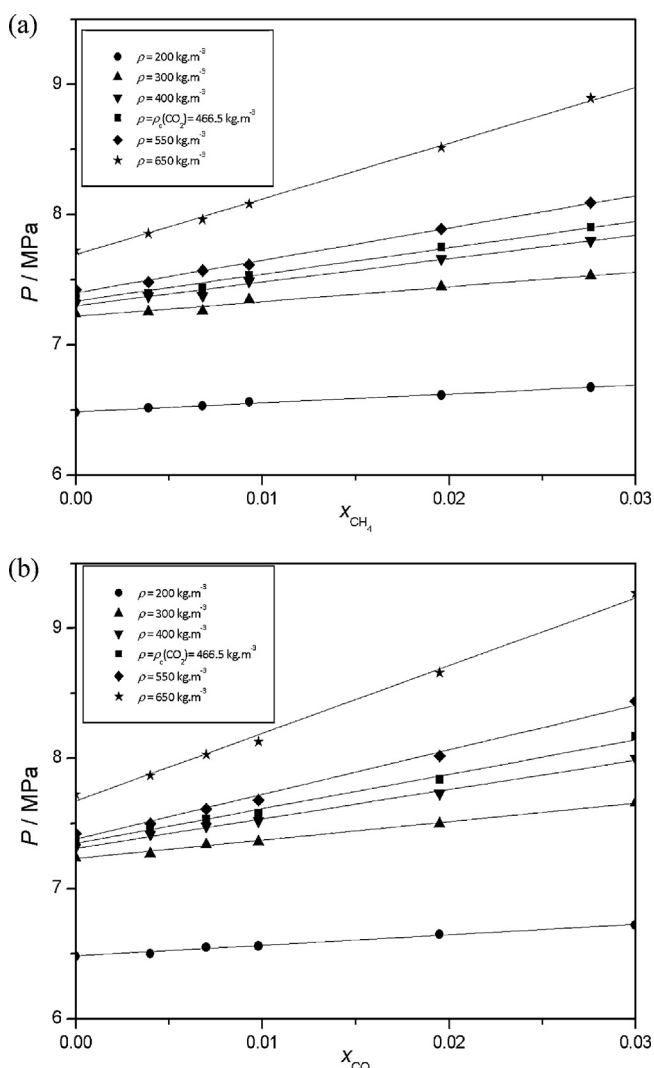 (a)
ρ = 200 kg.m⁻³
ρ = 300 kg.m⁻³
ρ = 400 kg.m⁻³
ρ=ρc(CO₂)= 466.5 kg.m⁻³
ρ = 550 kg.m⁻³
ρ = 650 kg.m⁻³
9
8
7
6
P / MPa
0.00 0.01 0.02 0.03
xCH₄
(b)
ρ = 200 kg.m⁻³
ρ = 300 kg.m⁻³
ρ = 400 kg.m⁻³
ρ=ρc(CO₂)= 466.5 kg.m⁻³
ρ = 550 kg.m⁻³
ρ = 650 kg.m⁻³
9
8
7
6
P / MPa
0.00 0.01 0.02 0.03
xCO